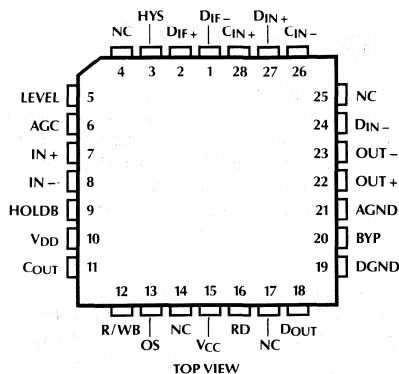 HYS DIF- DIN+
NC DIF+ CIN+ CIN-
4 3 2 1 28 27 26
LEVEL 5 25 NC
AGC 6 24 DIN-
IN+ 7 23 OUT-
IN- 8 22 OUT+
HOLDB 9 21 AGND
VDD 10 20 BYP
COUT 11 19 DGND
12 13 14 15 16 17 18
R/WB NC RD DOUT
OS VCC NC
TOP VIEW